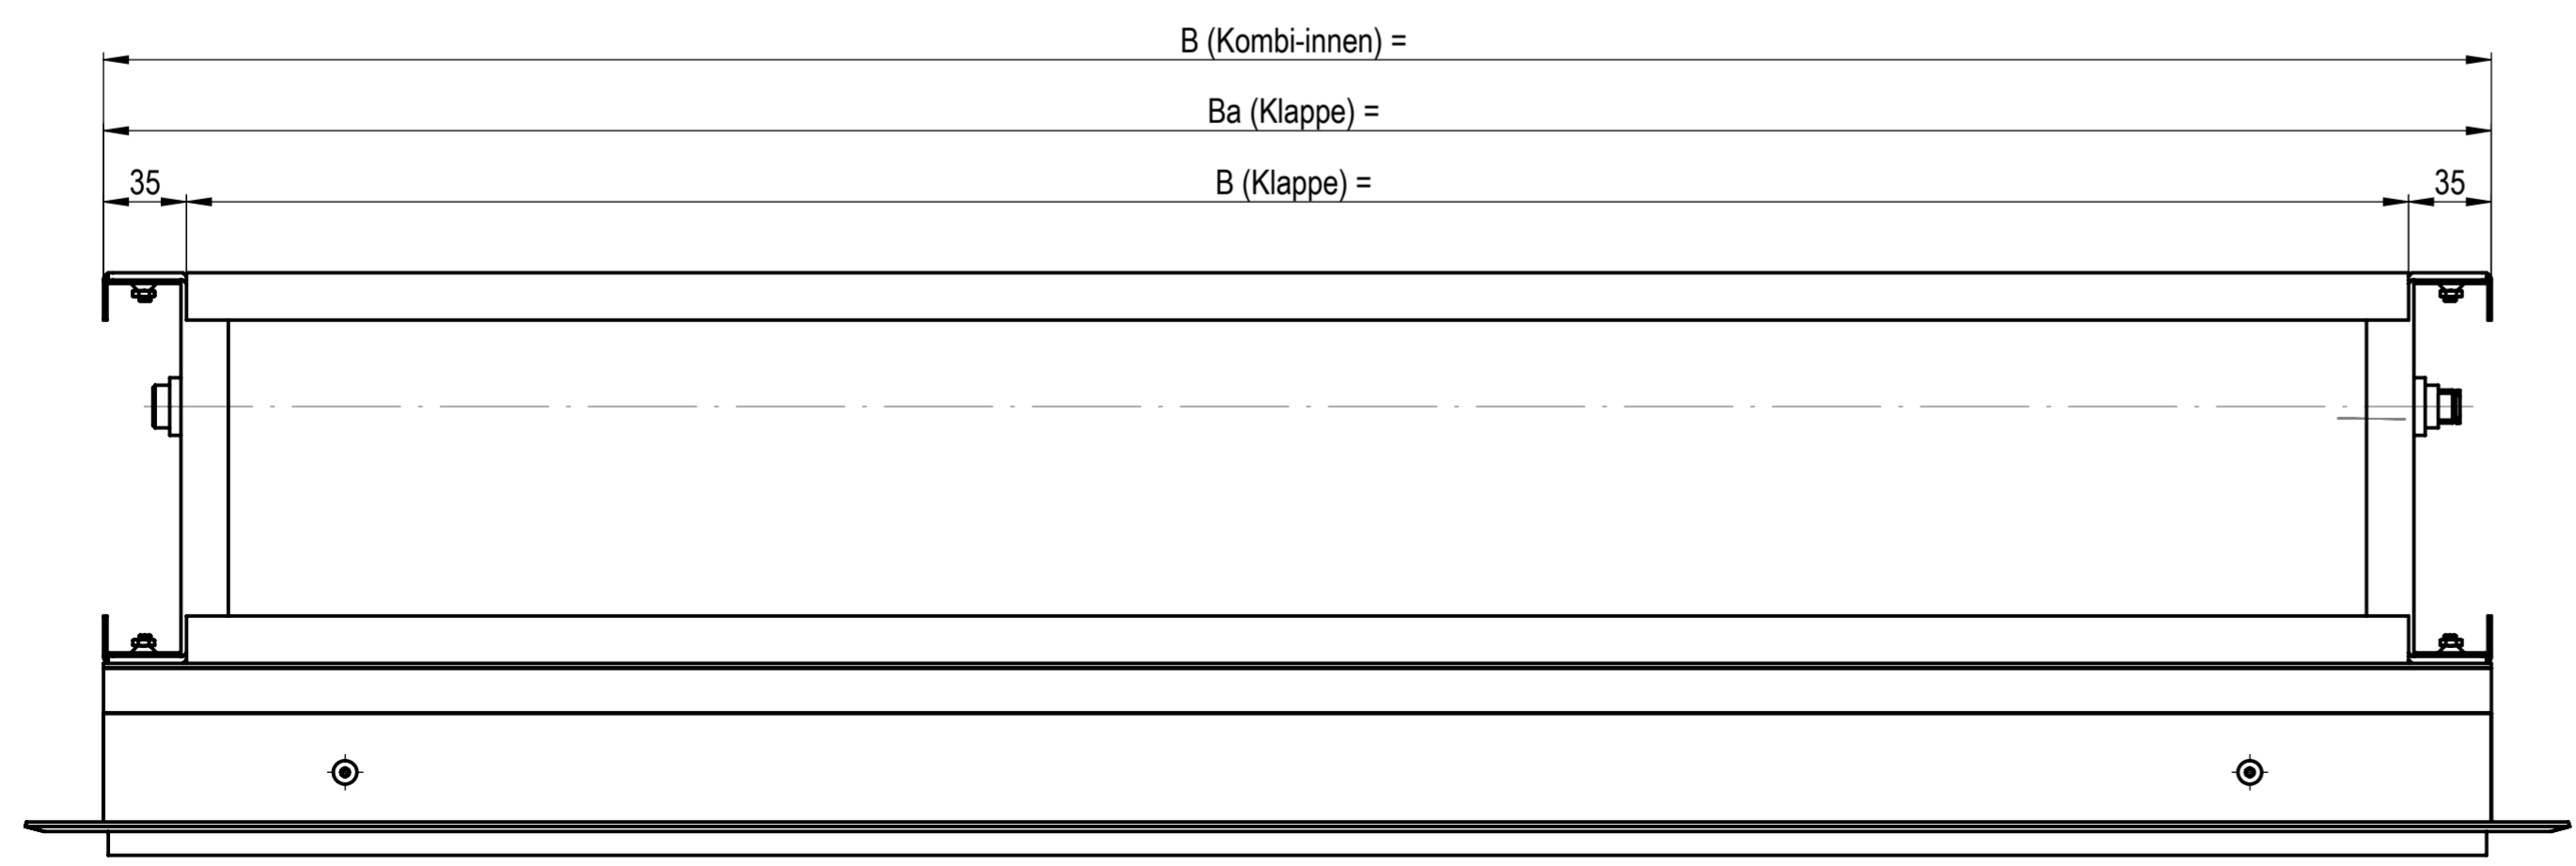 B (Kombi-innen) =
Ba (Klappe) =
35 B (Klappe) = 35